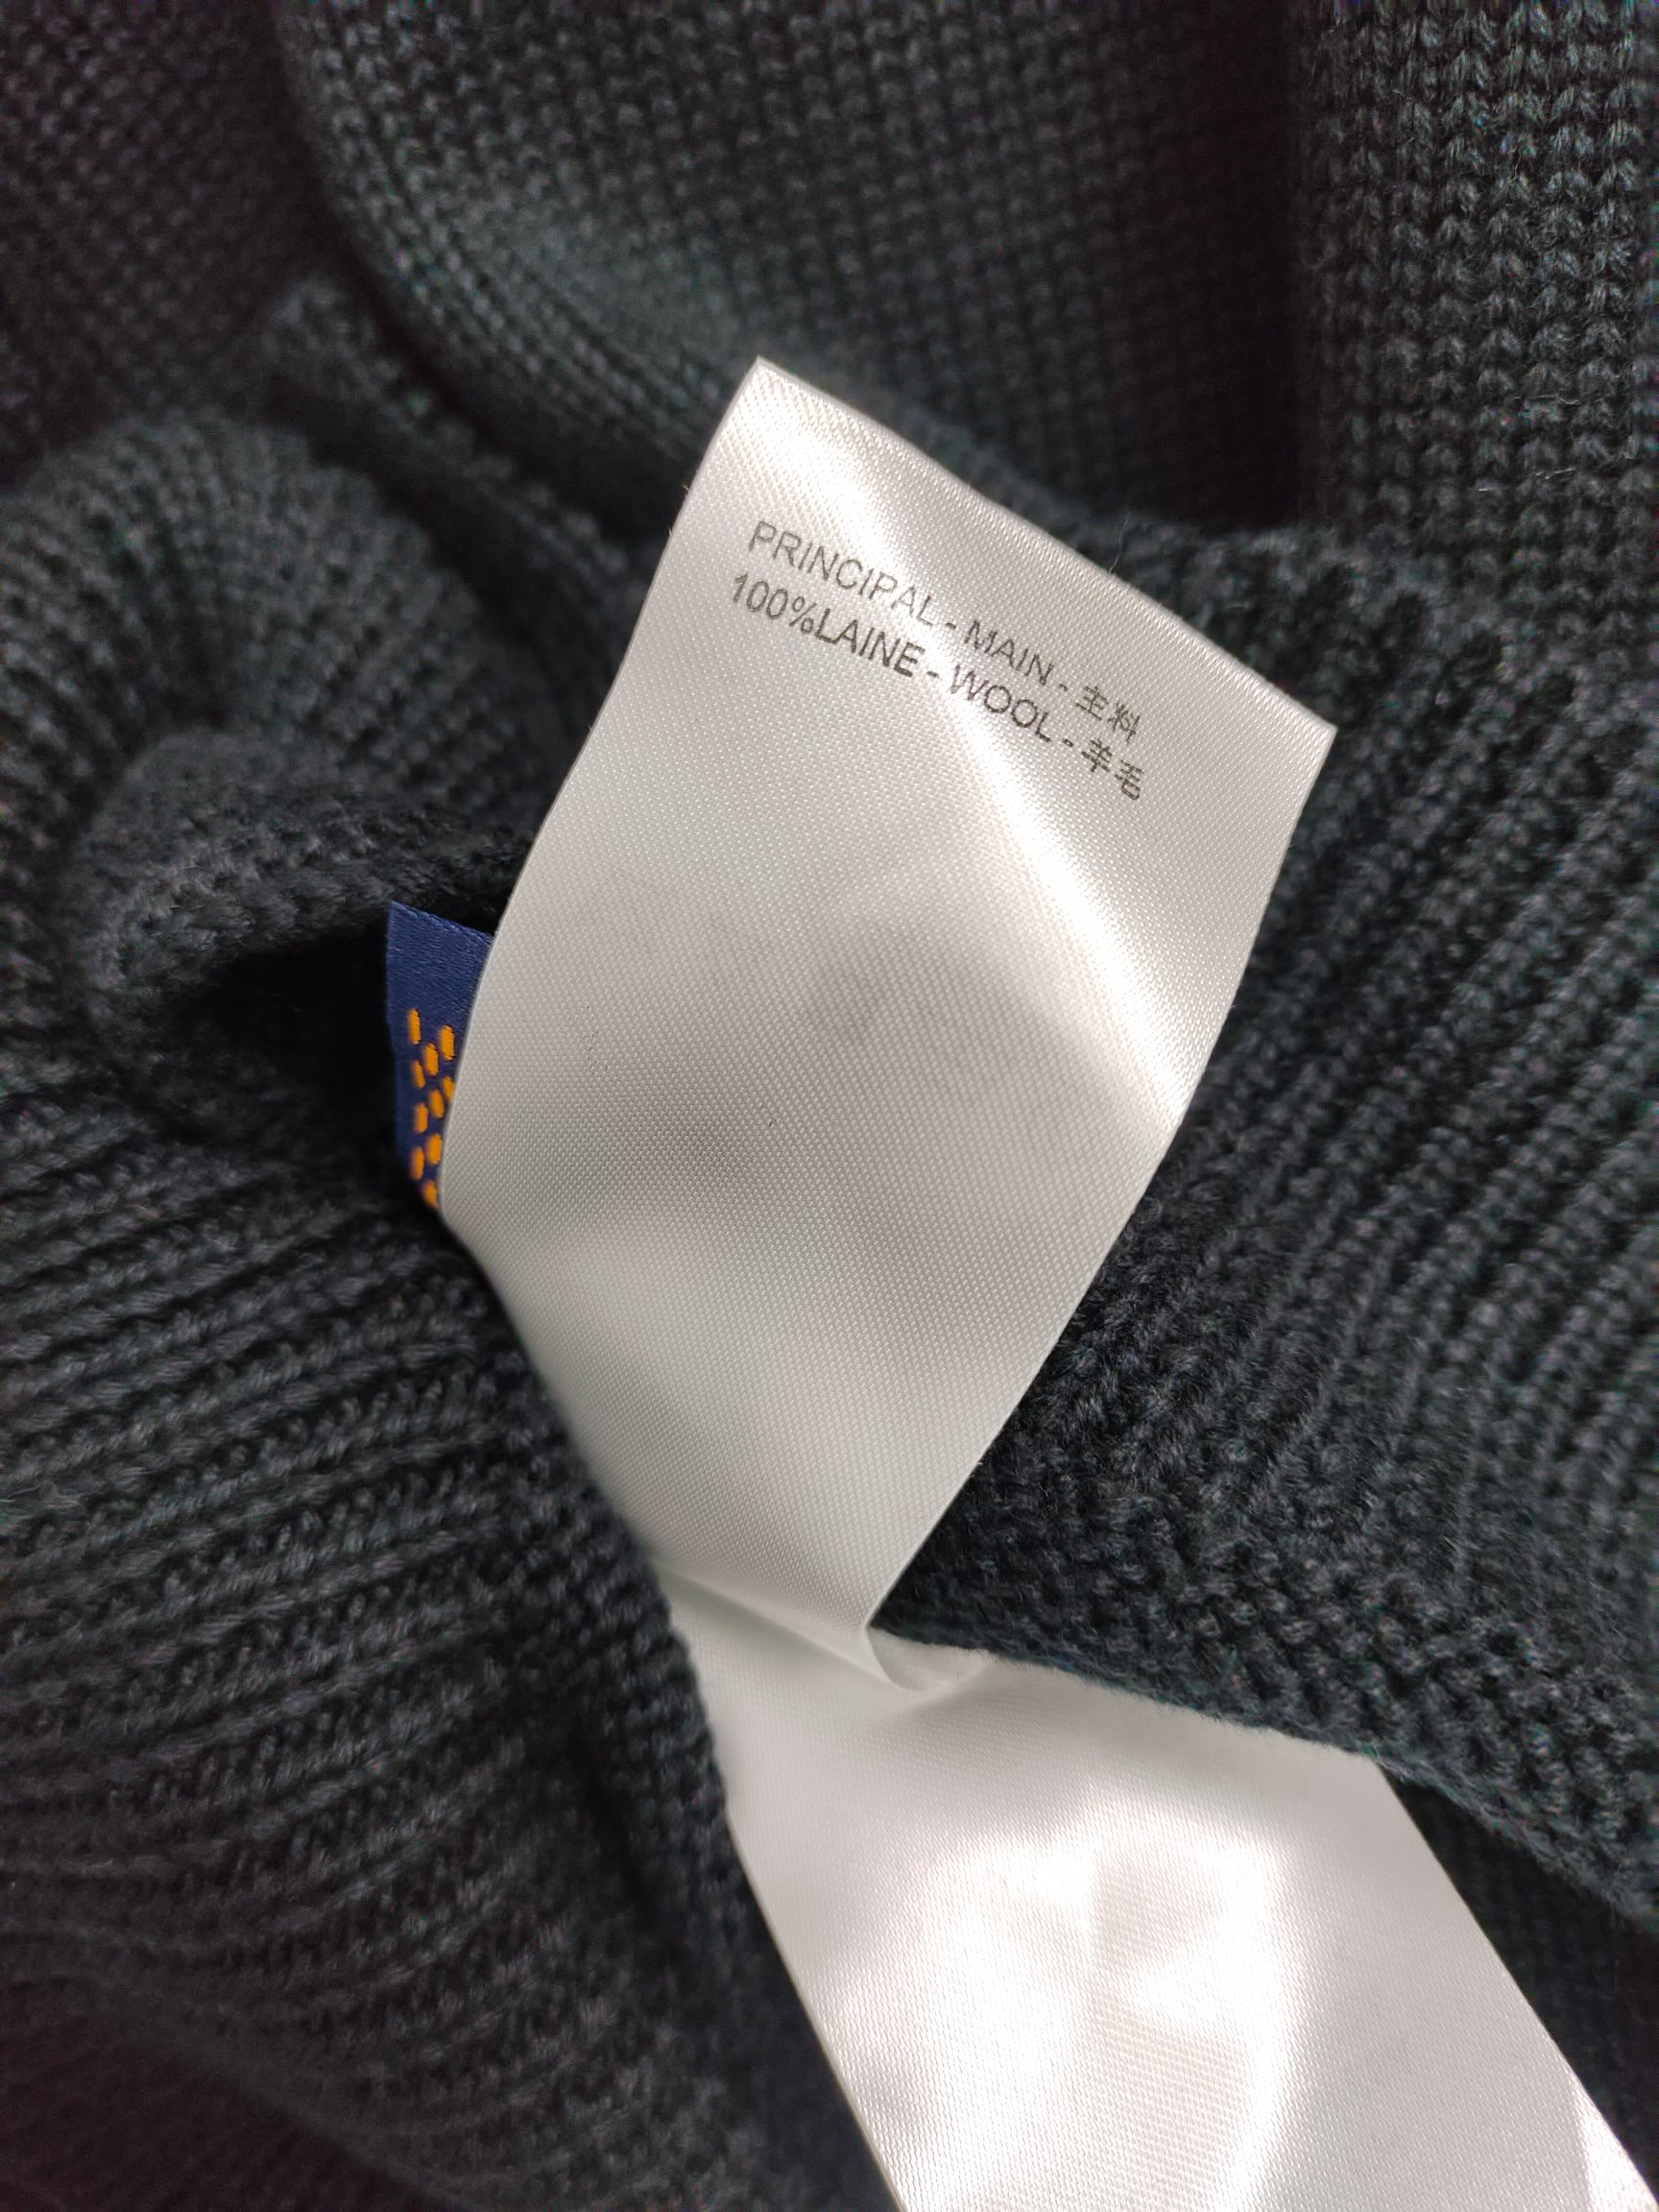 PRINCIPAL - MAIN - 主料
100%LAINE - WOOL - 羊毛